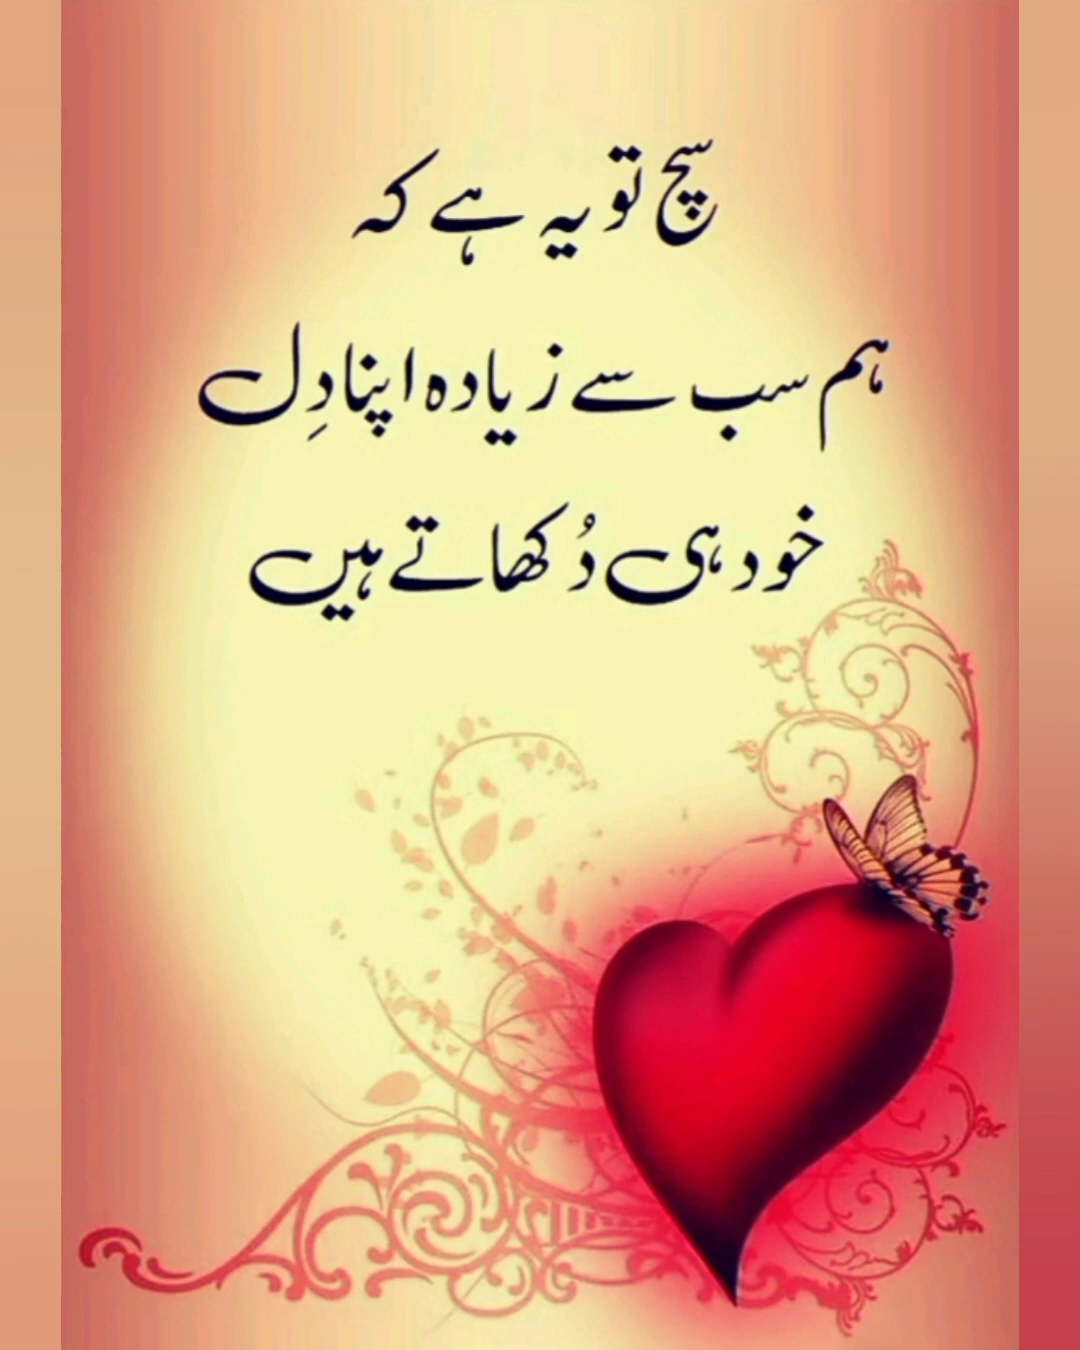 سچ تو یہ ہے کہ
ہم سب سے زیادہ اپنا دِل
خود ہی دُکھاتے ہیں